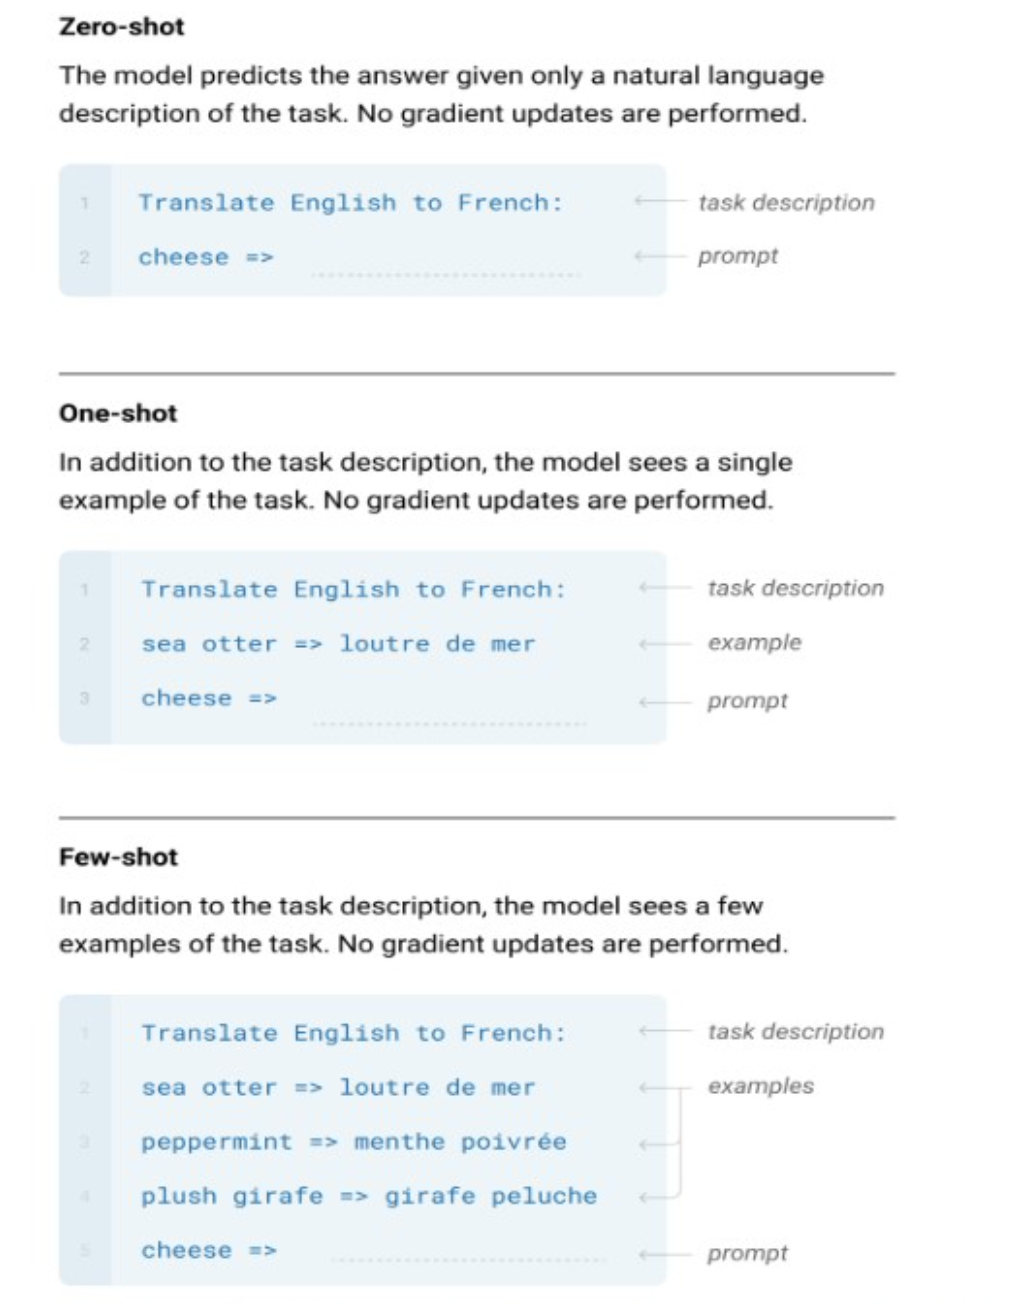 Zero-shot
The model predicts the answer given only a natural language
description of the task. No gradient updates are performed.
1 Translate English to French: task description
2 cheese => prompt
One-shot
In addition to the task description, the model sees a single
example of the task. No gradient updates are performed.
1 Translate English to French: task description
2 sea otter => loutre de mer example
3 cheese => prompt
Few-shot
In addition to the task description, the model sees a few
examples of the task. No gradient updates are performed.
1 Translate English to French: task description
2 sea otter => loutre de mer examples
3 peppermint => menthe poivrée
4 plush girafe => girafe peluche
5 cheese => prompt